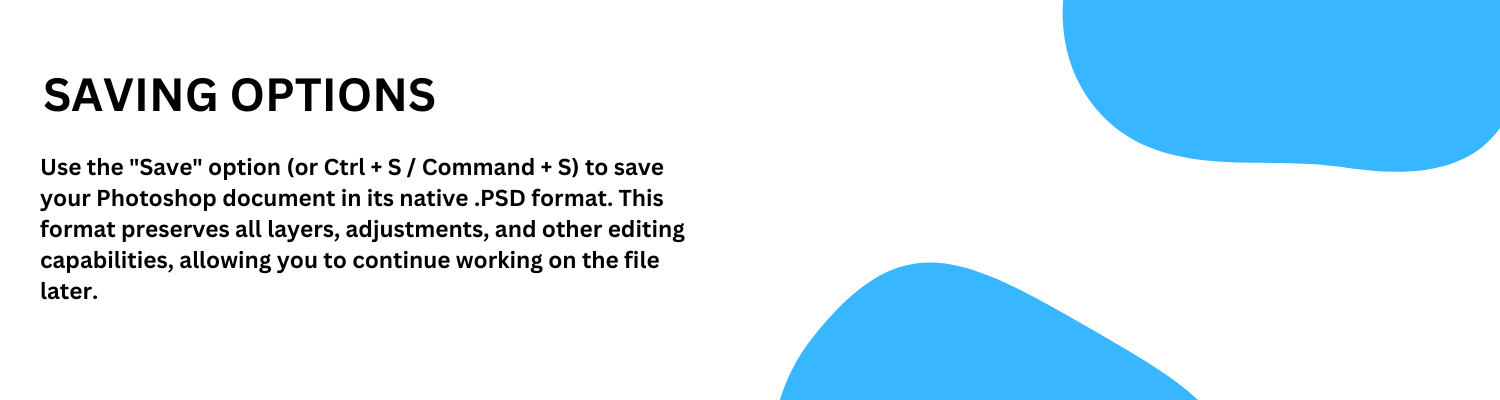 SAVING OPTIONS
Use the "Save" option (or Ctrl + S / Command + S) to save
your Photoshop document in its native .PSD format. This
format preserves all layers, adjustments, and other editing
capabilities, allowing you to continue working on the file
later.